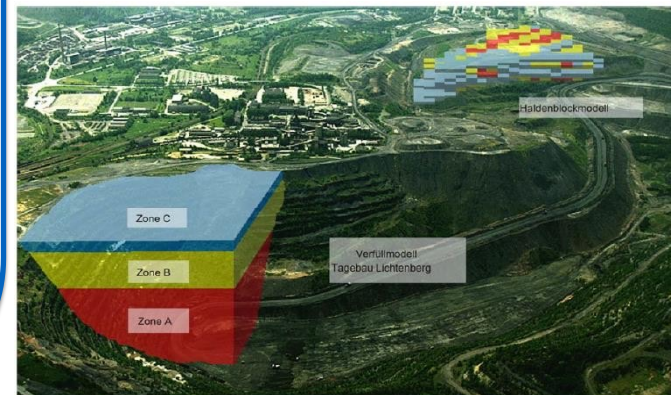 Haldenblockmodell
Zone C
Verfüllmodell
Tagebau Lichtenberg
Zone B
Zone A